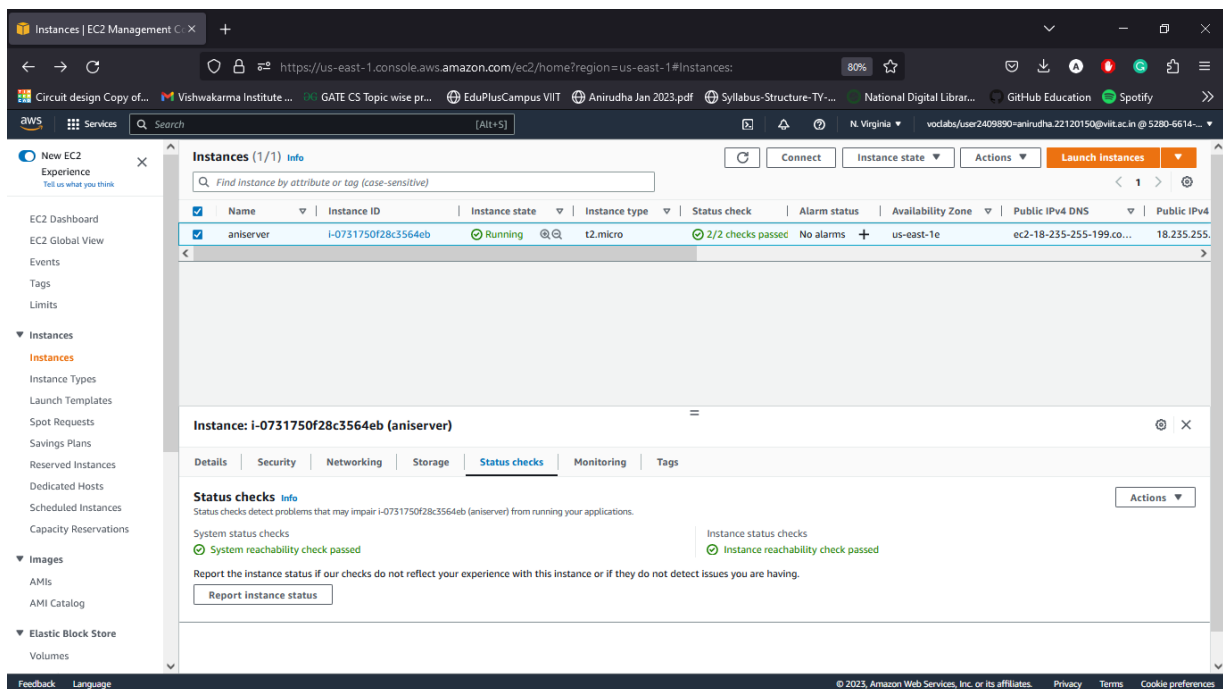 Instances | EC2 Management Co
https://us-east-1.console.aws.amazon.com/ec2/home?region=us-east-1#Instances: 80%
Circuit design Copy of... Vishwakarma Institute ... GATE CS Topic wise pr... EduPlusCampus VIIT Anirudha Jan 2023.pdf Syllabus-Structure-TY-... National Digital Librar... GitHub Education Spotify
aws Services Search [Alt+S] N. Virginia voclabs/user2409890=anirudha.22120150@viit.ac.in @ 5280-6614-...
New EC2
Experience
Tell us what you think
EC2 Dashboard
EC2 Global View
Events
Tags
Limits
Instances
Instances
Instance Types
Launch Templates
Spot Requests
Savings Plans
Reserved Instances
Dedicated Hosts
Scheduled Instances
Capacity Reservations
Images
AMIs
AMI Catalog
Elastic Block Store
Volumes
Instances (1/1) Info Connect Instance state Actions Launch instances
Find instance by attribute or tag (case-sensitive) 1
Name Instance ID Instance state Instance type Status check Alarm status Availability Zone Public IPv4 DNS Public IPv4
aniserver i-0731750f28c3564eb Running t2.micro 2/2 checks passed No alarms + us-east-1e ec2-18-235-255-199.co... 18.235.255.
Instance: i-0731750f28c3564eb (aniserver)
Details Security Networking Storage Status checks Monitoring Tags
Status checks Info Actions
Status checks detect problems that may impair i-0731750f28c3564eb (aniserver) from running your applications.
System status checks Instance status checks
System reachability check passed Instance reachability check passed
Report the instance status if our checks do not reflect your experience with this instance or if they do not detect issues you are having.
Report instance status
Feedback Language © 2023, Amazon Web Services, Inc. or its affiliates. Privacy Terms Cookie preferences